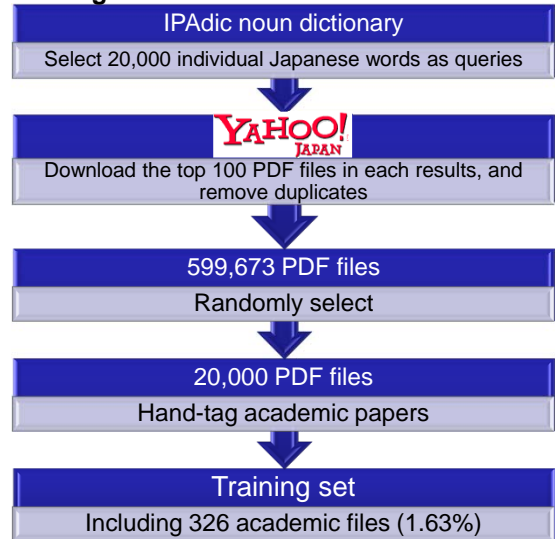 IPAdic noun dictionary
Select 20,000 individual Japanese words as queries
YAHOO!
JAPAN
Download the top 100 PDF files in each results, and
remove duplicates
599,673 PDF files
Randomly select
20,000 PDF files
Hand-tag academic papers
Training set
Including 326 academic files (1.63%)